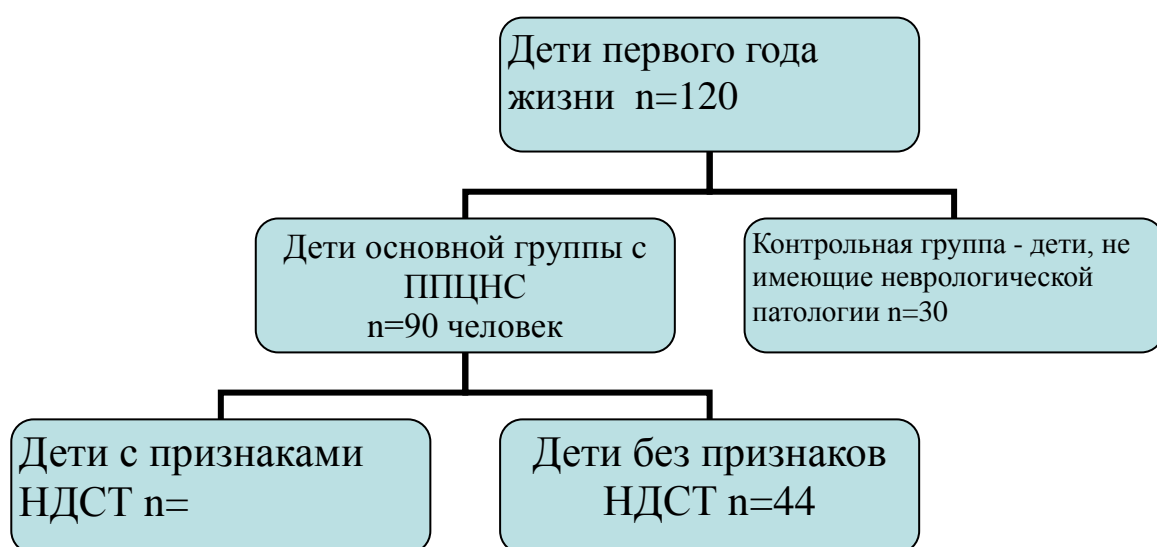 Дети первого года
жизни n=120
Дети основной группы с
ППЦНС
n=90 человек
Контрольная группа - дети, не
имеющие неврологической
патологии n=30
Дети с признаками
НДСТ n=
Дети без признаков
НДСТ n=44